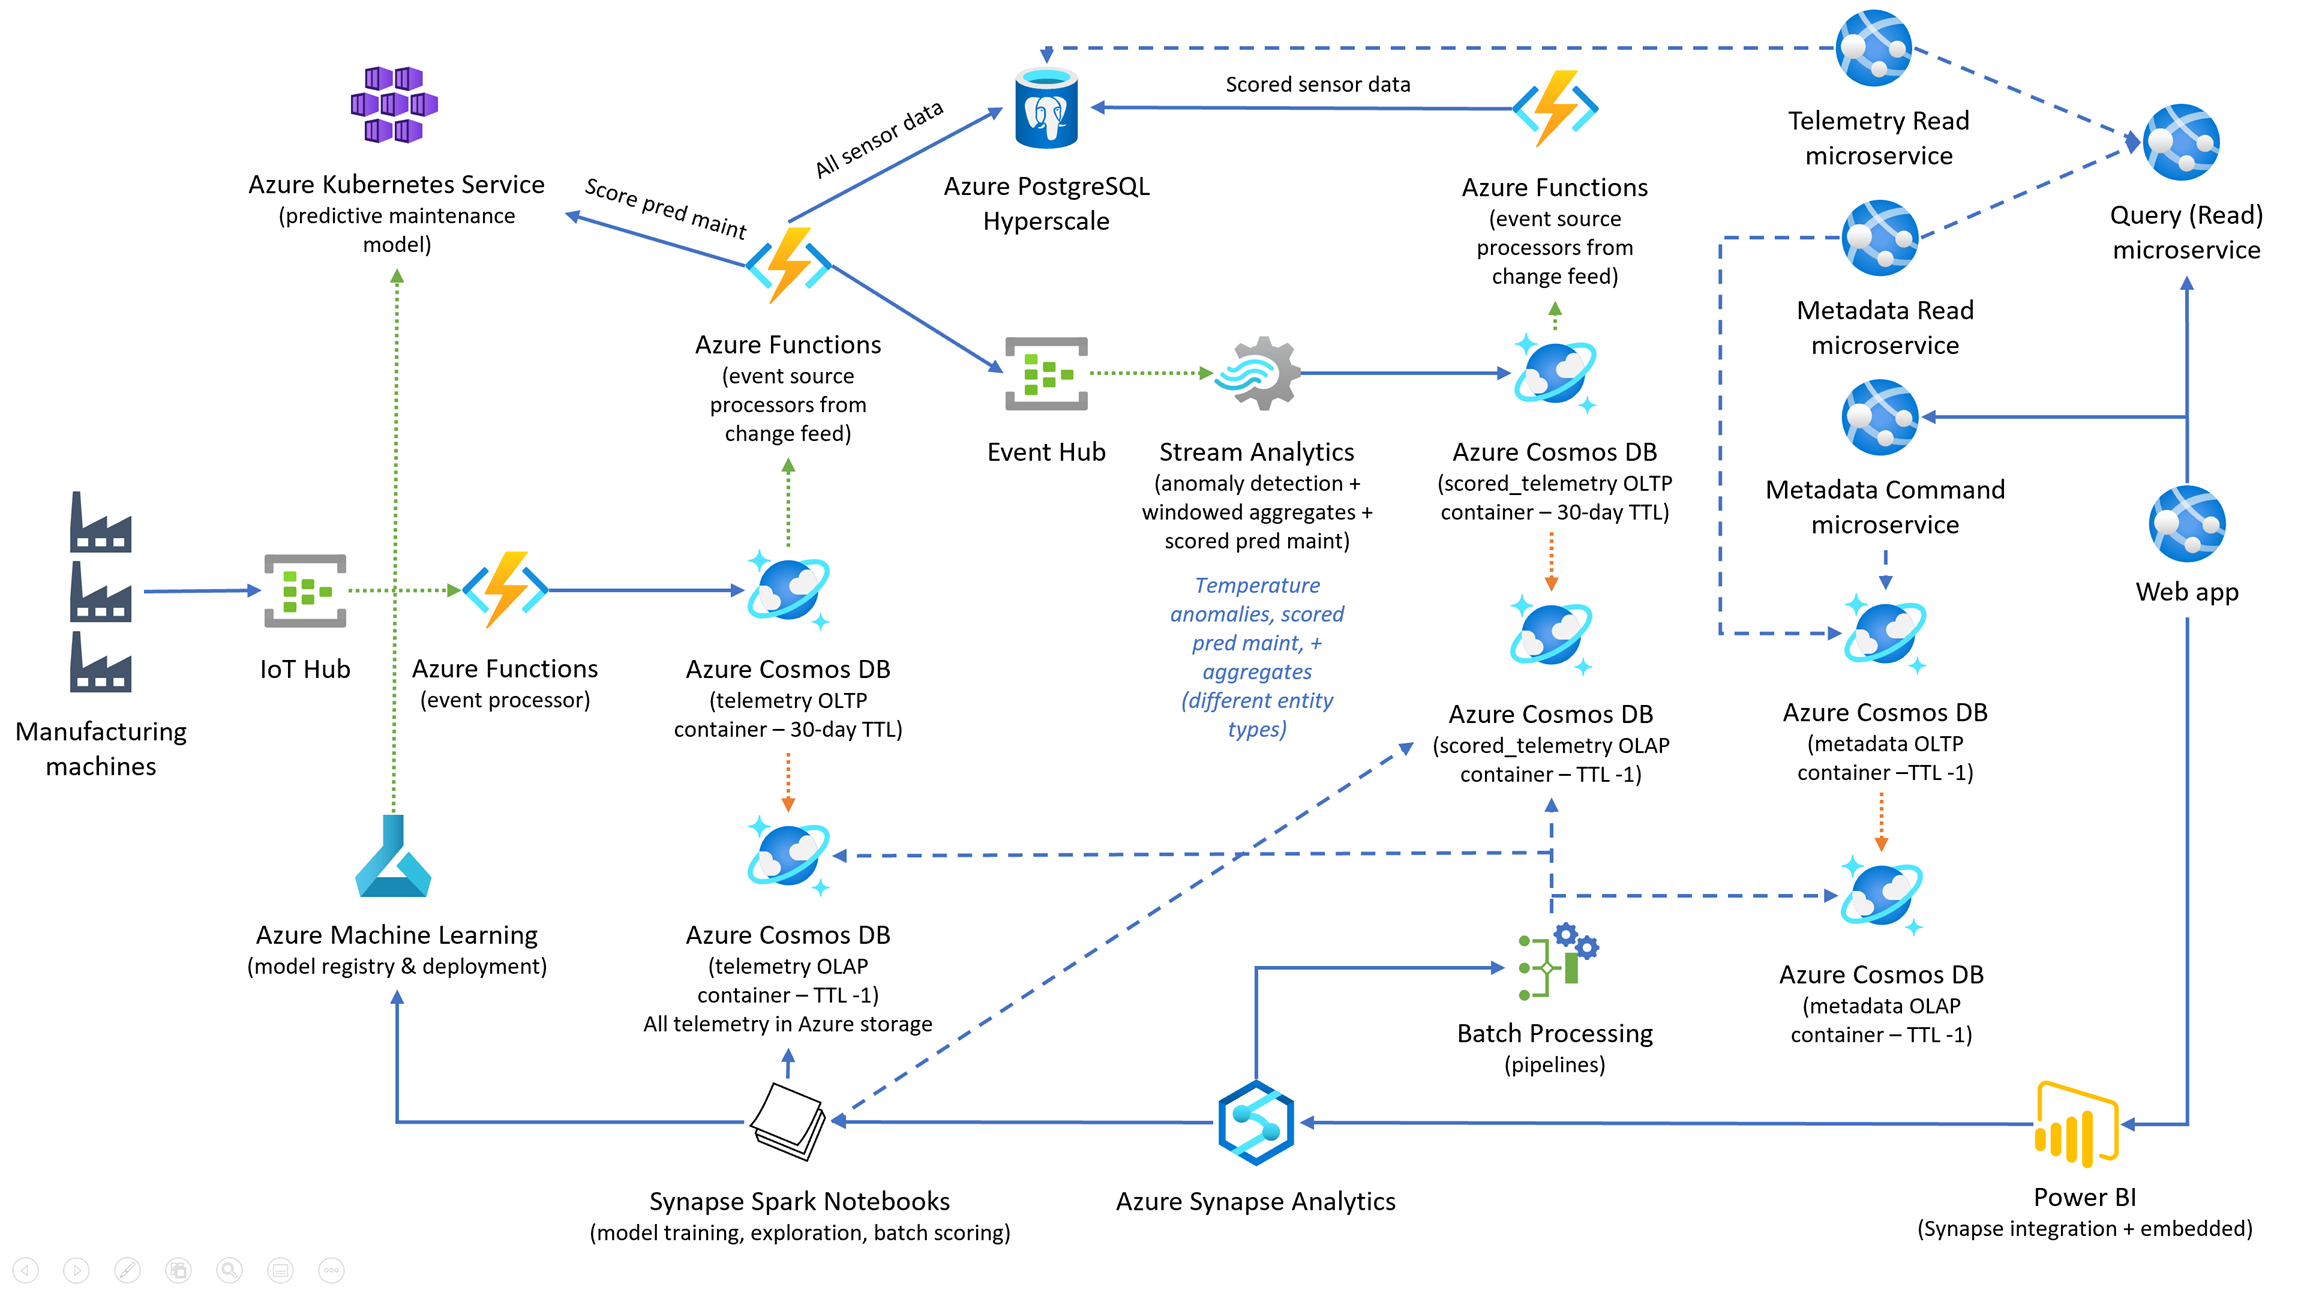 Azure Kubernetes Service
(predictive maintenance
model)
Score pred maint
All sensor data
Azure PostgreSQL
Hyperscale
Scored sensor data
Azure Functions
(event source
processors from
change feed)
Telemetry Read
microservice
Query (Read)
microservice
Metadata Read
microservice
Azure Functions
(event source
processors from
change feed)
Event Hub
Stream Analytics
(anomaly detection +
windowed aggregates +
scored pred maint)
Temperature
anomalies, scored
pred maint, +
aggregates
(different entity
types)
Azure Cosmos DB
(scored_telemetry OLTP
container – 30-day TTL)
Metadata Command
microservice
Web app
Manufacturing
machines
IoT Hub
Azure Functions
(event processor)
Azure Cosmos DB
(telemetry OLTP
container – 30-day TTL)
Azure Cosmos DB
(scored_telemetry OLAP
container – TTL -1)
Azure Cosmos DB
(metadata OLTP
container –TTL -1)
Azure Machine Learning
(model registry & deployment)
Azure Cosmos DB
(telemetry OLAP
container – TTL -1)
All telemetry in Azure storage
Batch Processing
(pipelines)
Azure Cosmos DB
(metadata OLAP
container – TTL -1)
Synapse Spark Notebooks
(model training, exploration, batch scoring)
Azure Synapse Analytics
Power BI
(Synapse integration + embedded)